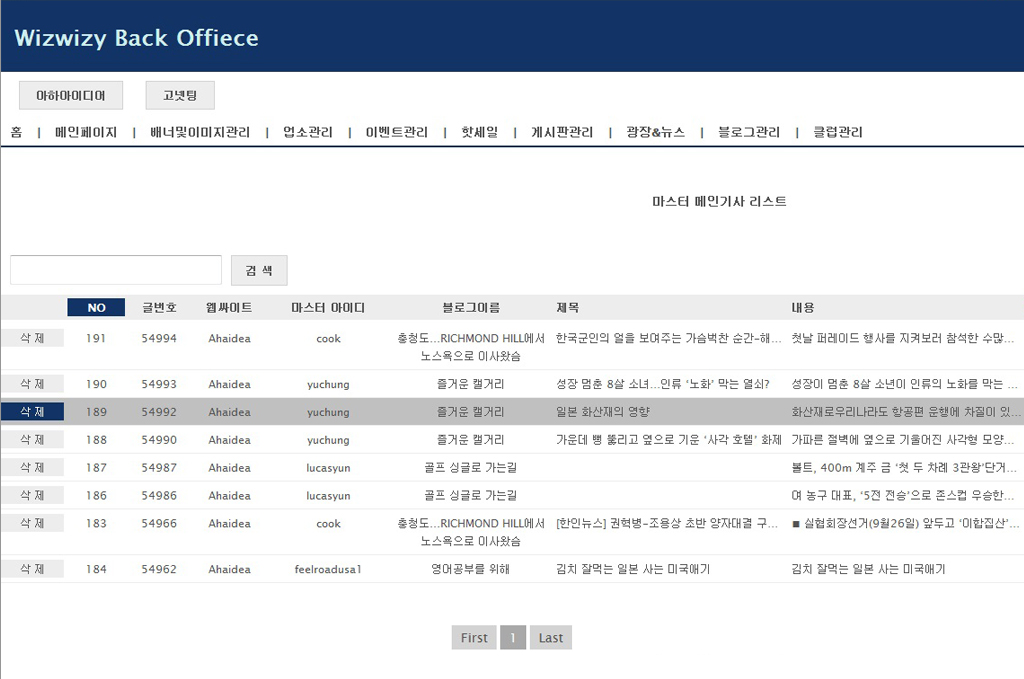 Wizwizy Back Offiece
아하아이디어 고넷팅
홈 | 메인페이지 | 배너및이미지관리 | 업소관리 | 이벤트관리 | 핫세일 | 게시판관리 | 광장&뉴스 | 블로그관리 | 클럽관리
마스터 메인기사 리스트
검 색
NO 글번호 웹싸이트 마스터 아이디 블로그이름 제목 내용
삭 제 191 54994 Ahaidea cook 충청도...RICHMOND HILL에서 한국군인의 얼을 보여주는 가슴벅찬 순간-해... 첫날 퍼레이드 행사를 지켜보러 참석한 수많...
노스욕으로 이사왔슴
삭 제 190 54993 Ahaidea yuchung 즐거운 캘거리 성장 멈춘 8살 소녀...인류 ‘노화’ 막는 열쇠? 성장이 멈춘 8살 소년이 인류의 노화를 막는 ...
삭 제 189 54992 Ahaidea yuchung 즐거운 캘거리 일본 화산재의 영향 화산재로우리나라도 항공편 운행에 차질이 있...
삭 제 188 54990 Ahaidea yuchung 즐거운 캘거리 가운데 뻥 뚫리고 옆으로 기운 ‘사각 호텔’ 화제 가파른 절벽에 옆으로 기울어진 사각형 모양...
삭 제 187 54987 Ahaidea lucasyun 골프 싱글로 가는길 볼트, 400m 계주 금 ‘첫 두 차례 3관왕’단거...
삭 제 186 54986 Ahaidea lucasyun 골프 싱글로 가는길 여 농구 대표, ‘5전 전승’으로 존스컵 우승한...
삭 제 183 54966 Ahaidea cook 충청도...RICHMOND HILL에서 [한인뉴스] 권혁병-조용상 초반 양자대결 구... ■ 실협회장선거(9월26일) 앞두고 ‘이합집산’...
노스욕으로 이사왔슴
삭 제 184 54962 Ahaidea feelroadusa1 영어공부를 위해 김치 잘먹는 일본 사는 미국애기 김치 잘먹는 일본 사는 미국애기
First 1 Last